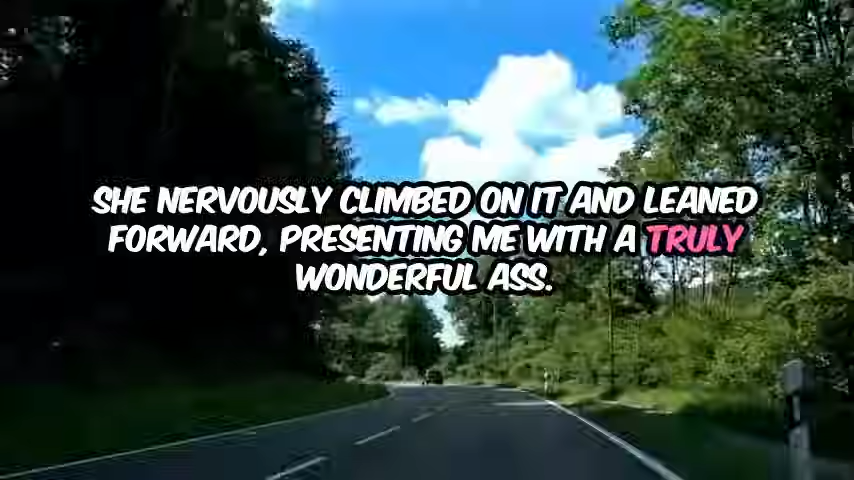 SHE NERVOUSLY CLIMBED ON IT AND LEANED
FORWARD, PRESENTING ME WITH A TRULY
WONDERFUL ASS.